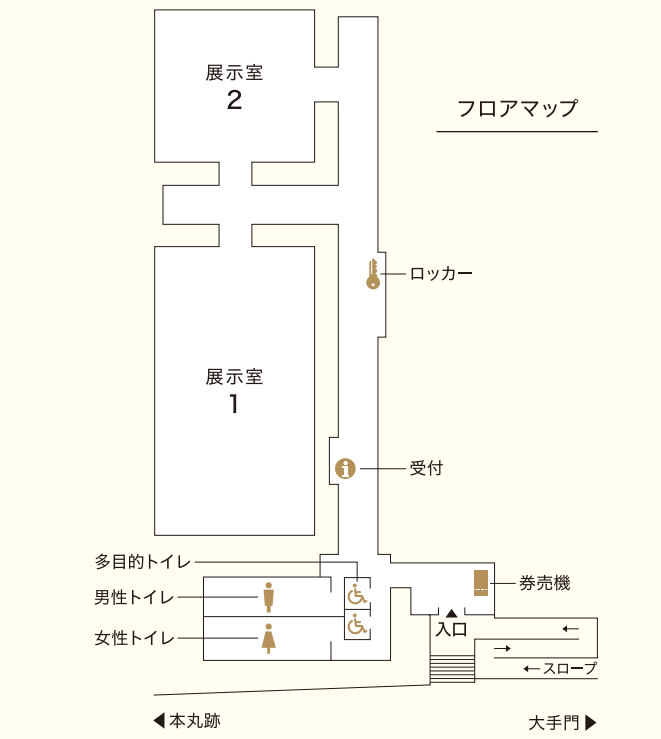 展示室
2
フロアマップ
ロッカー
展示室
1
受付
多目的トイレ
男性トイレ
女性トイレ
券売機
入口
スロープ
本丸跡
大手門